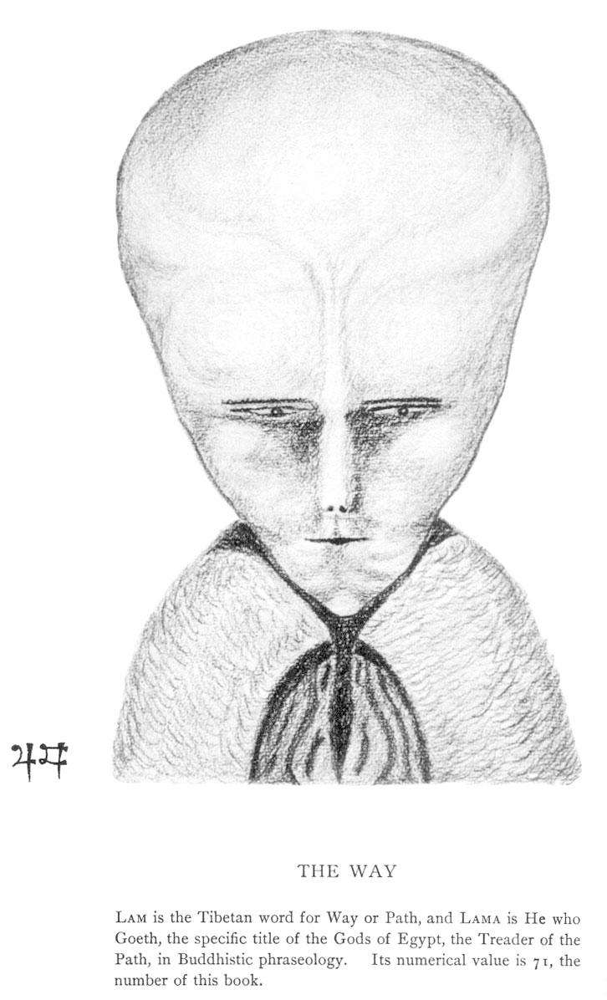 THE WAY
LAM is the Tibetan word for Way or Path, and LAMA is He who
Goeth, the specific title of the Gods of Egypt, the Treader of the
Path, in Buddhistic phraseology. Its numerical value is 71, the
number of this book.